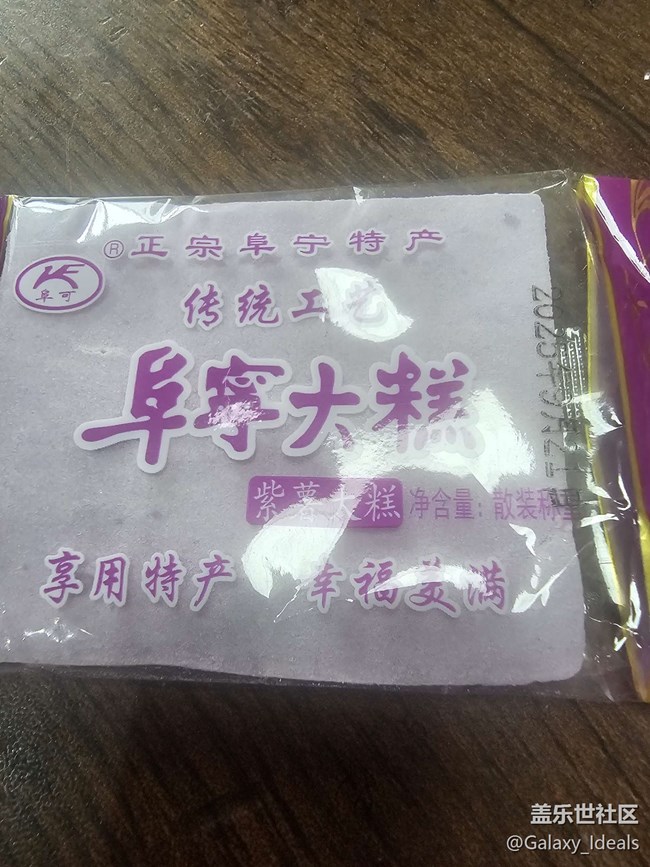 ® 正宗阜宁特产
阜可
传统工艺
阜寧大糕
紫薯大糕 净含量：散装称重
享用特产 幸福美满
盖乐世社区
@Galaxy_Ideals